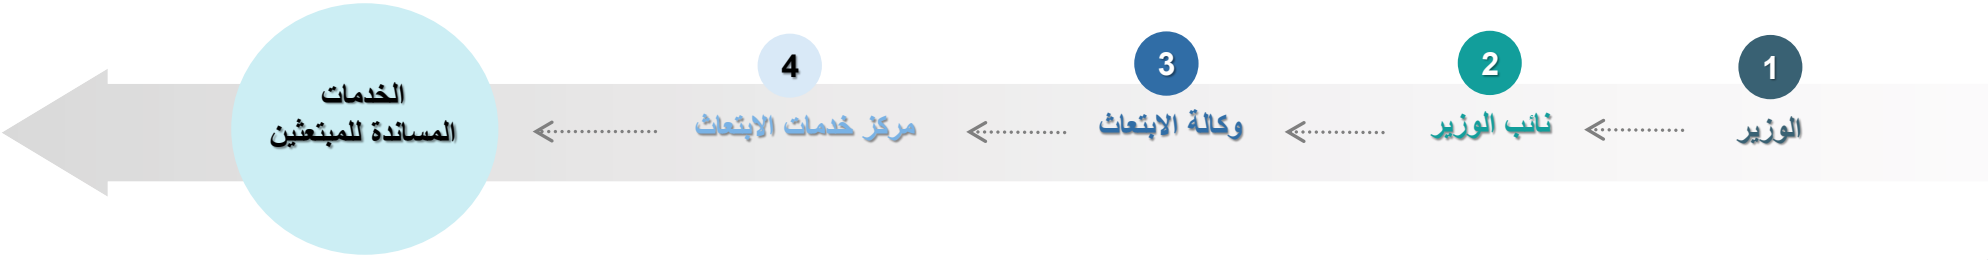 1
الوزير
2
نائب الوزير
3
وكالة الابتعاث
4
مركز خدمات الابتعاث
الخدمات
المساندة للمبتعثين